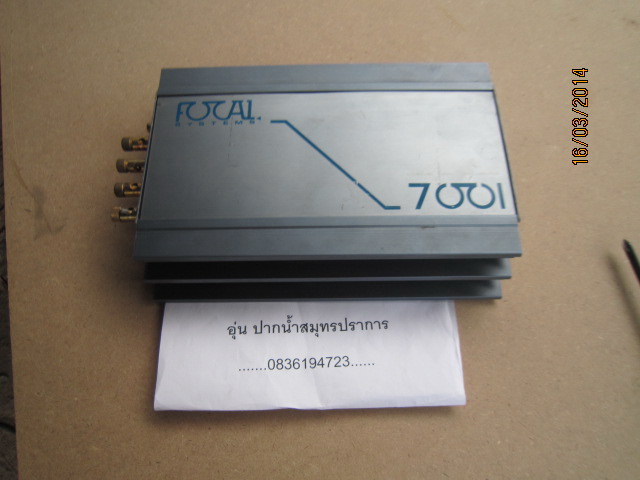 FOCAL
SYSTEMS
7001
16/03/2014
อุ่น ปากน้ำสมุทรปราการ
.......0836194723......